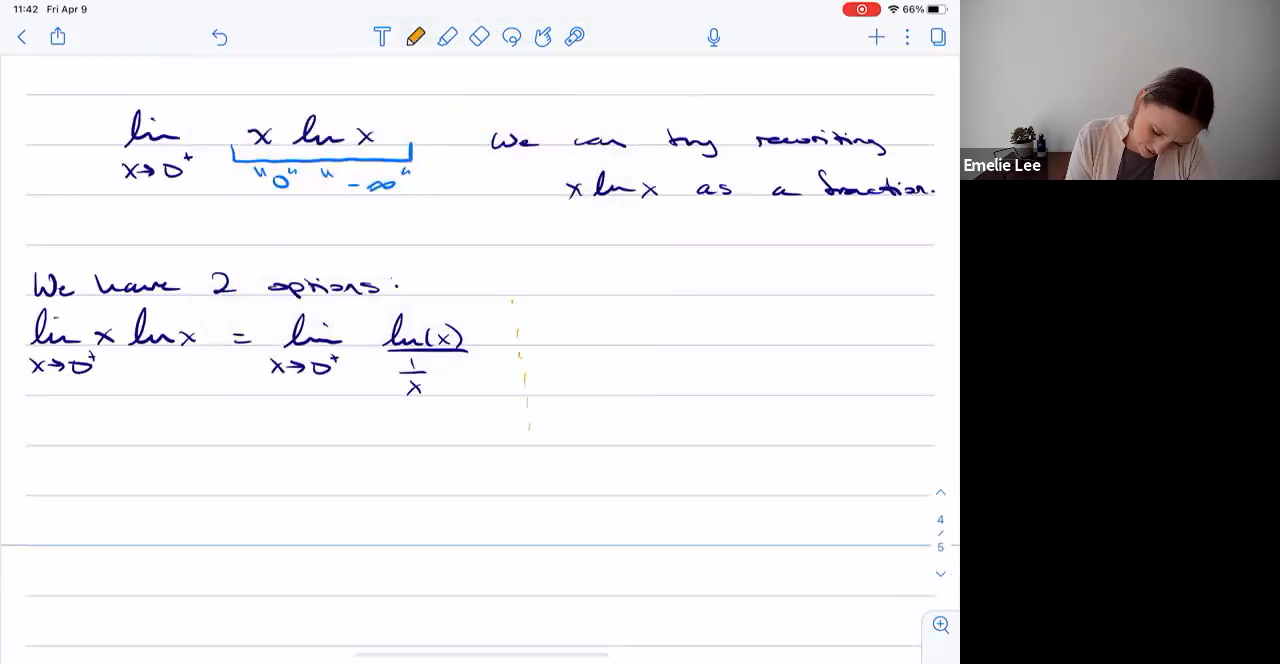 11:42 Fri Apr 9
66%
lim x ln x We can try rewriting
x→0⁺ "0" " -∞" x ln x as a fraction.
We have 2 options:
lim x ln x = lim ln(x)
x→0⁺ x→0⁺ 1
x
4
/
5
Emelie Lee